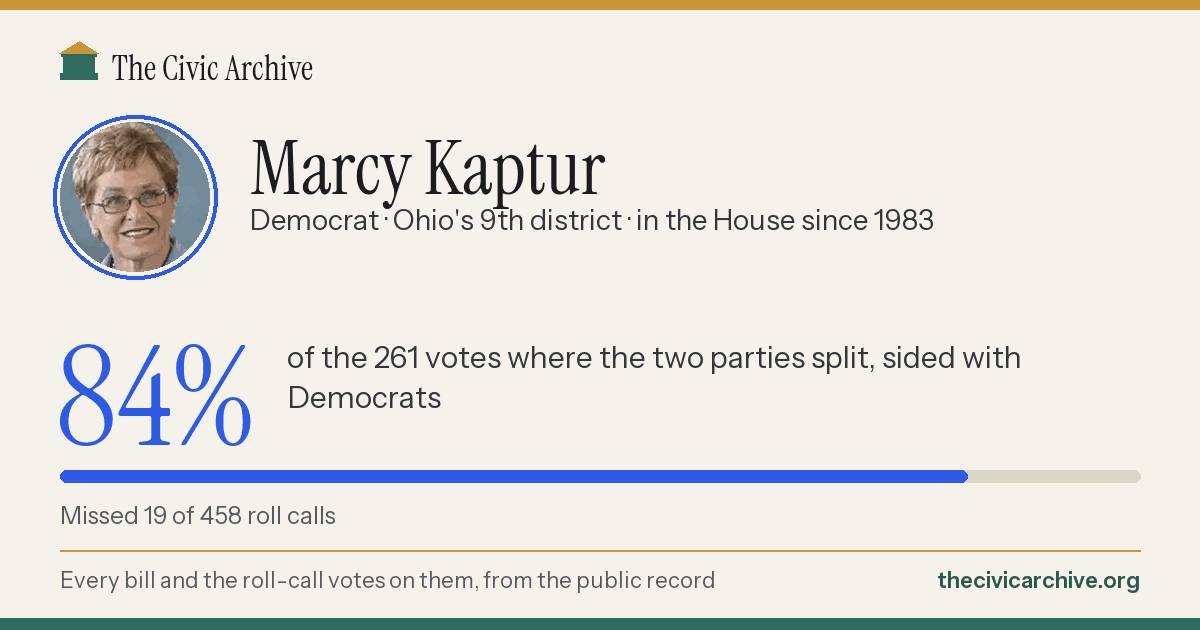 The Civic Archive
Marcy Kaptur
Democrat · Ohio's 9th district · in the House since 1983
84%
of the 261 votes where the two parties split, sided with
Democrats
Missed 19 of 458 roll calls
Every bill and the roll-call votes on them, from the public record
thecivicarchive.org